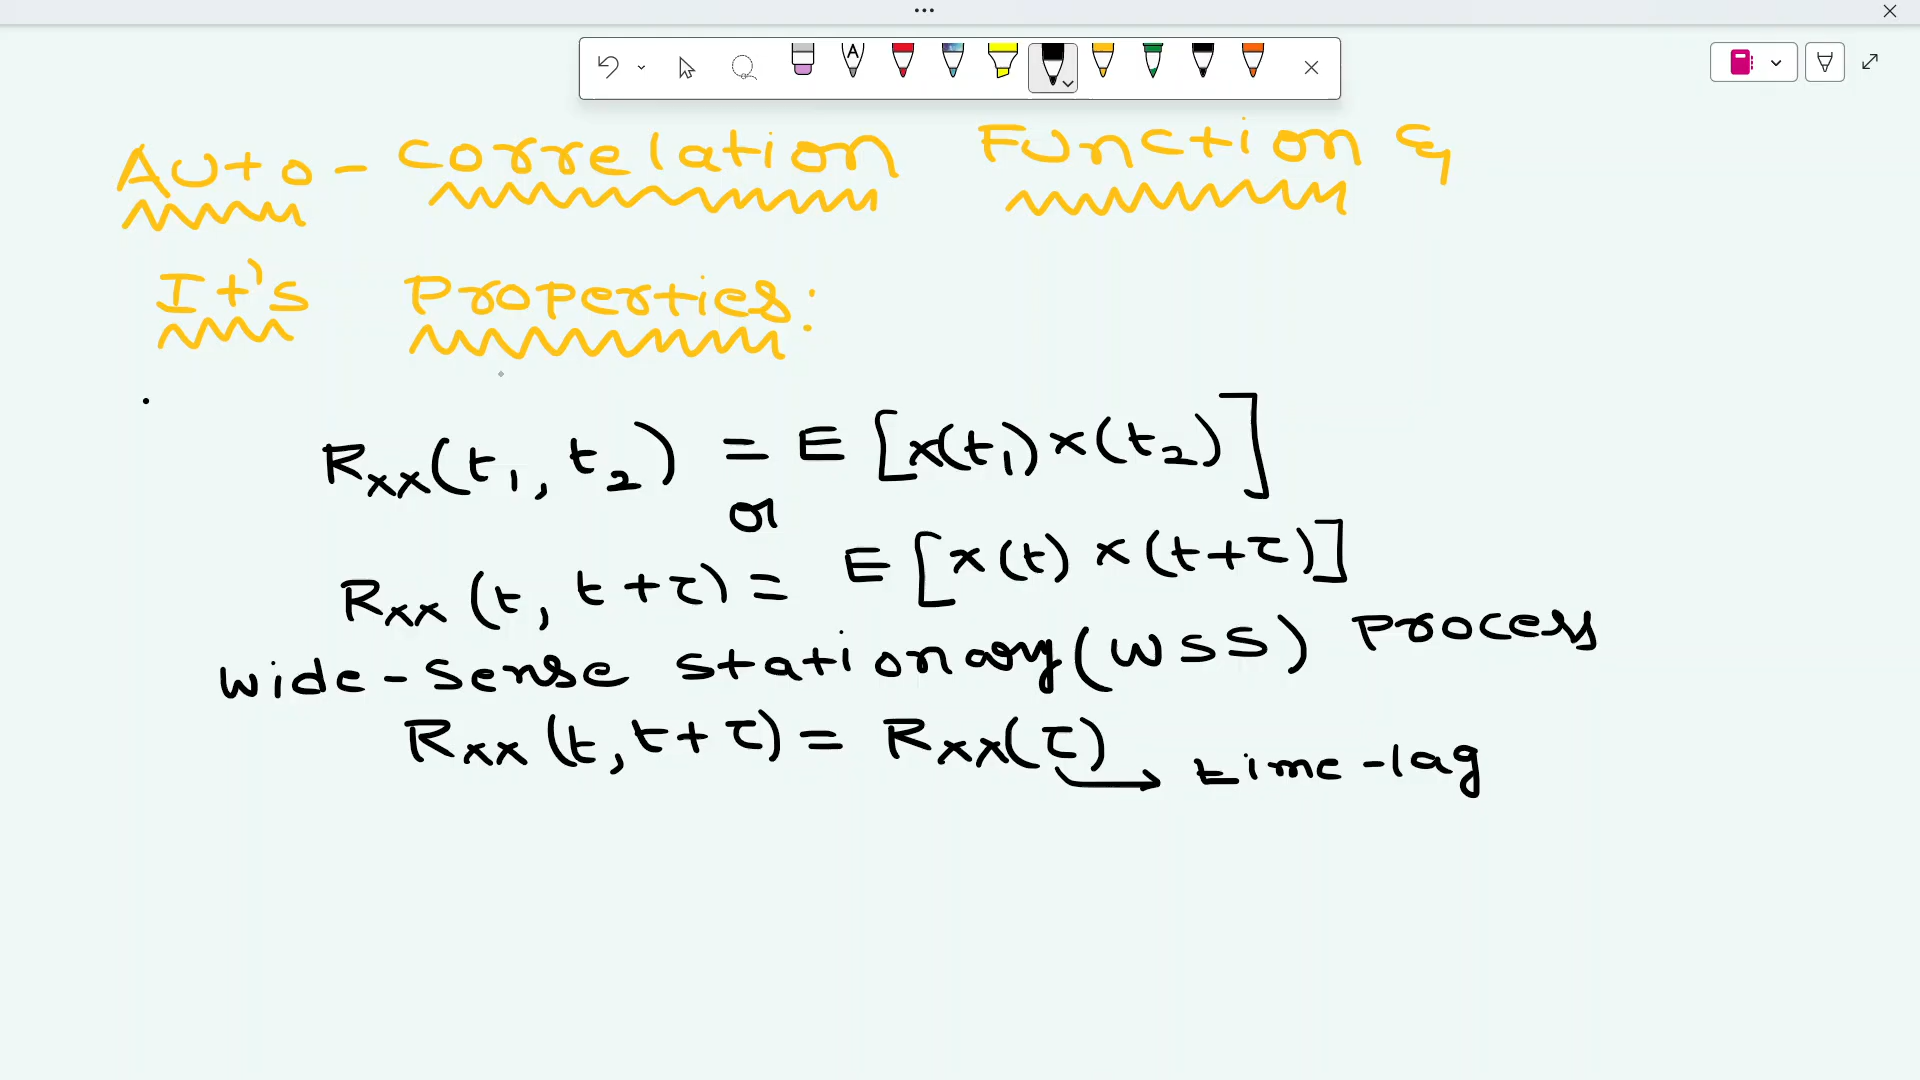 Auto-Correlation Function &
It's Properties:
Rxx(t1, t2) = E[x(t1)x(t2)]
or
Rxx(t, t+τ) = E[x(t) x(t+τ)]
wide-sense stationary(WSS) process
Rxx(t, t+τ) = Rxx(τ)
→ time-lag